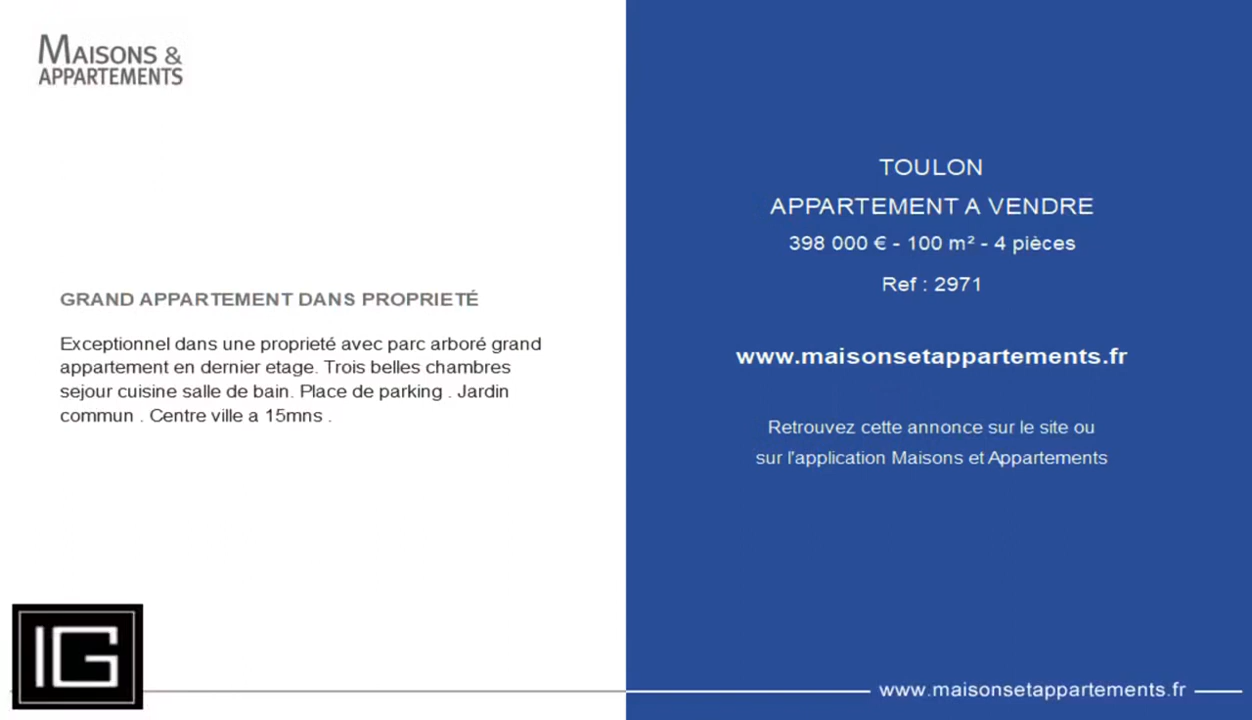 MAISONS &
APPARTEMENTS
GRAND APPARTEMENT DANS PROPRIETÉ
Exceptionnel dans une proprieté avec parc arboré grand
appartement en dernier etage. Trois belles chambres
sejour cuisine salle de bain. Place de parking . Jardin
commun . Centre ville a 15mns .
IG
TOULON
APPARTEMENT A VENDRE
398 000 € - 100 m² - 4 pièces
Ref : 2971
www.maisonsetappartements.fr
Retrouvez cette annonce sur le site ou
sur l'application Maisons et Appartements
www.maisonsetappartements.fr